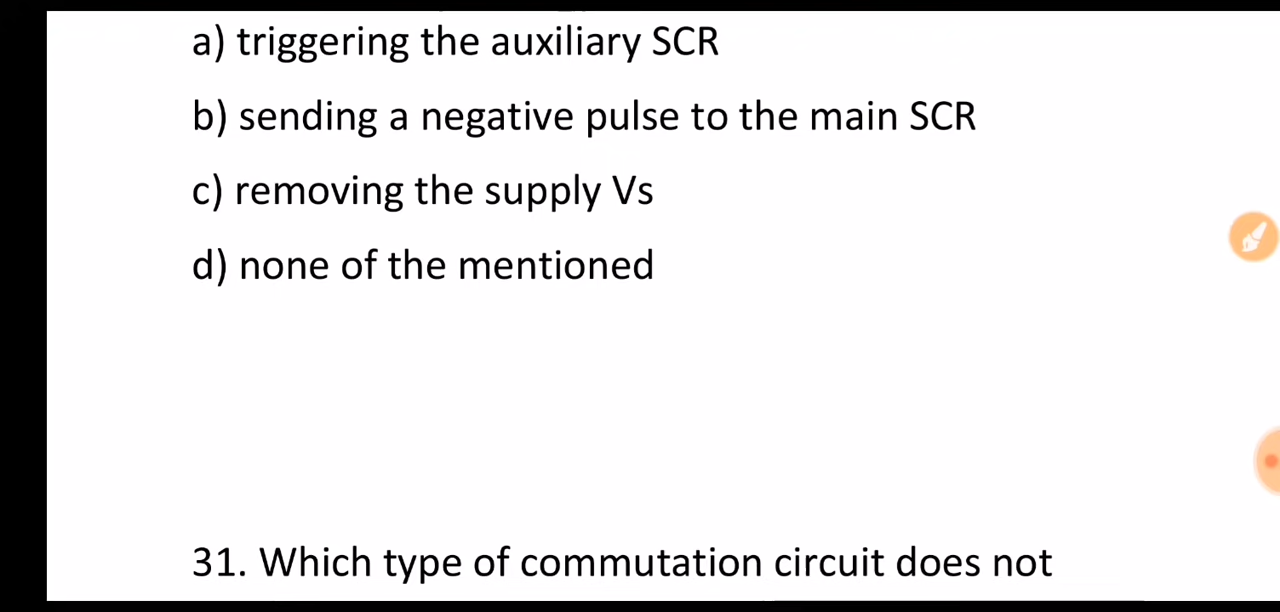 a) triggering the auxiliary SCR
b) sending a negative pulse to the main SCR
c) removing the supply Vs
d) none of the mentioned
31. Which type of commutation circuit does not